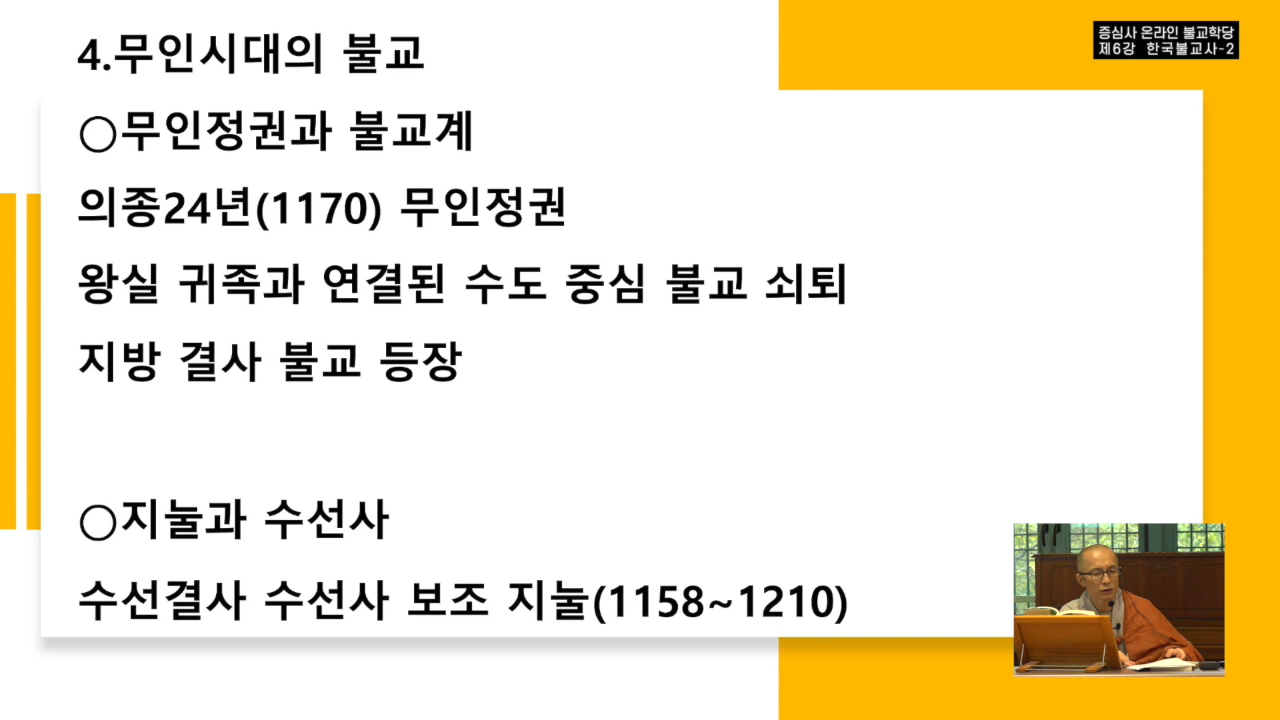 4.무인시대의 불교
증심사 온라인 불교학당
제6강 한국불교사-2
○무인정권과 불교계
의종24년(1170) 무인정권
왕실 귀족과 연결된 수도 중심 불교 쇠퇴
지방 결사 불교 등장
○지눌과 수선사
수선결사 수선사 보조 지눌(1158~1210)